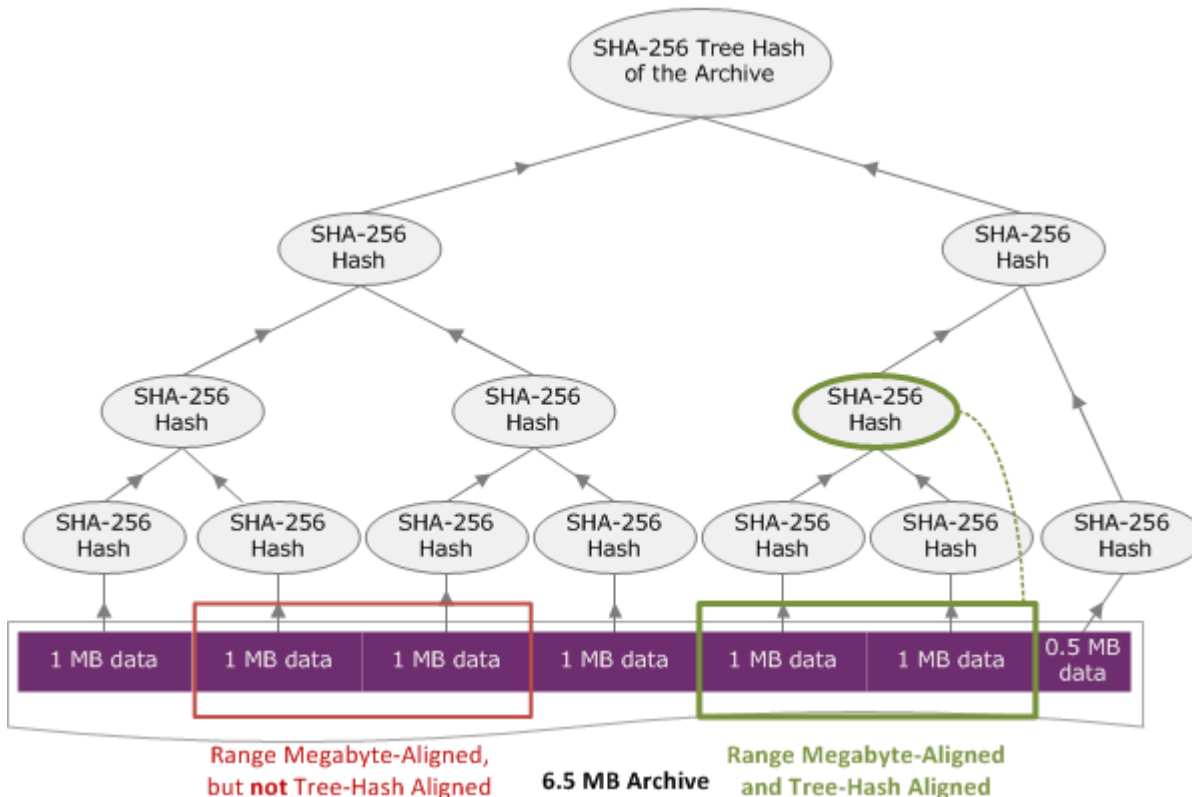 SHA-256 Tree Hash
of the Archive
SHA-256
Hash
SHA-256
Hash
SHA-256
Hash
SHA-256
Hash
SHA-256
Hash
SHA-256
Hash
SHA-256
Hash
SHA-256
Hash
SHA-256
Hash
SHA-256
Hash
SHA-256
Hash
SHA-256
Hash
1 MB data
1 MB data
1 MB data
1 MB data
1 MB data
1 MB data
0.5 MB
data
Range Megabyte-Aligned,
but not Tree-Hash Aligned
6.5 MB Archive
Range Megabyte-Aligned
and Tree-Hash Aligned